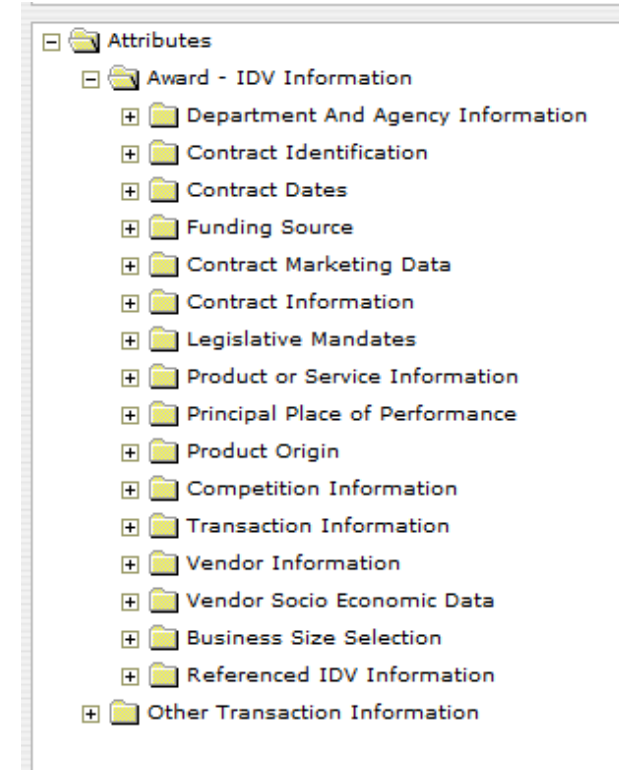 Attributes
Award - IDV Information
Department And Agency Information
Contract Identification
Contract Dates
Funding Source
Contract Marketing Data
Contract Information
Legislative Mandates
Product or Service Information
Principal Place of Performance
Product Origin
Competition Information
Transaction Information
Vendor Information
Vendor Socio Economic Data
Business Size Selection
Referenced IDV Information
Other Transaction Information